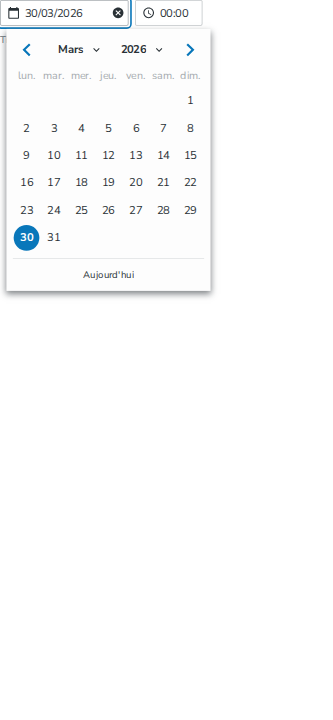 30/03/2026 00:00
T
Mars 2026
lun. mar. mer. jeu. ven. sam. dim.
1
2 3 4 5 6 7 8
9 10 11 12 13 14 15
16 17 18 19 20 21 22
23 24 25 26 27 28 29
30 31
Aujourd'hui